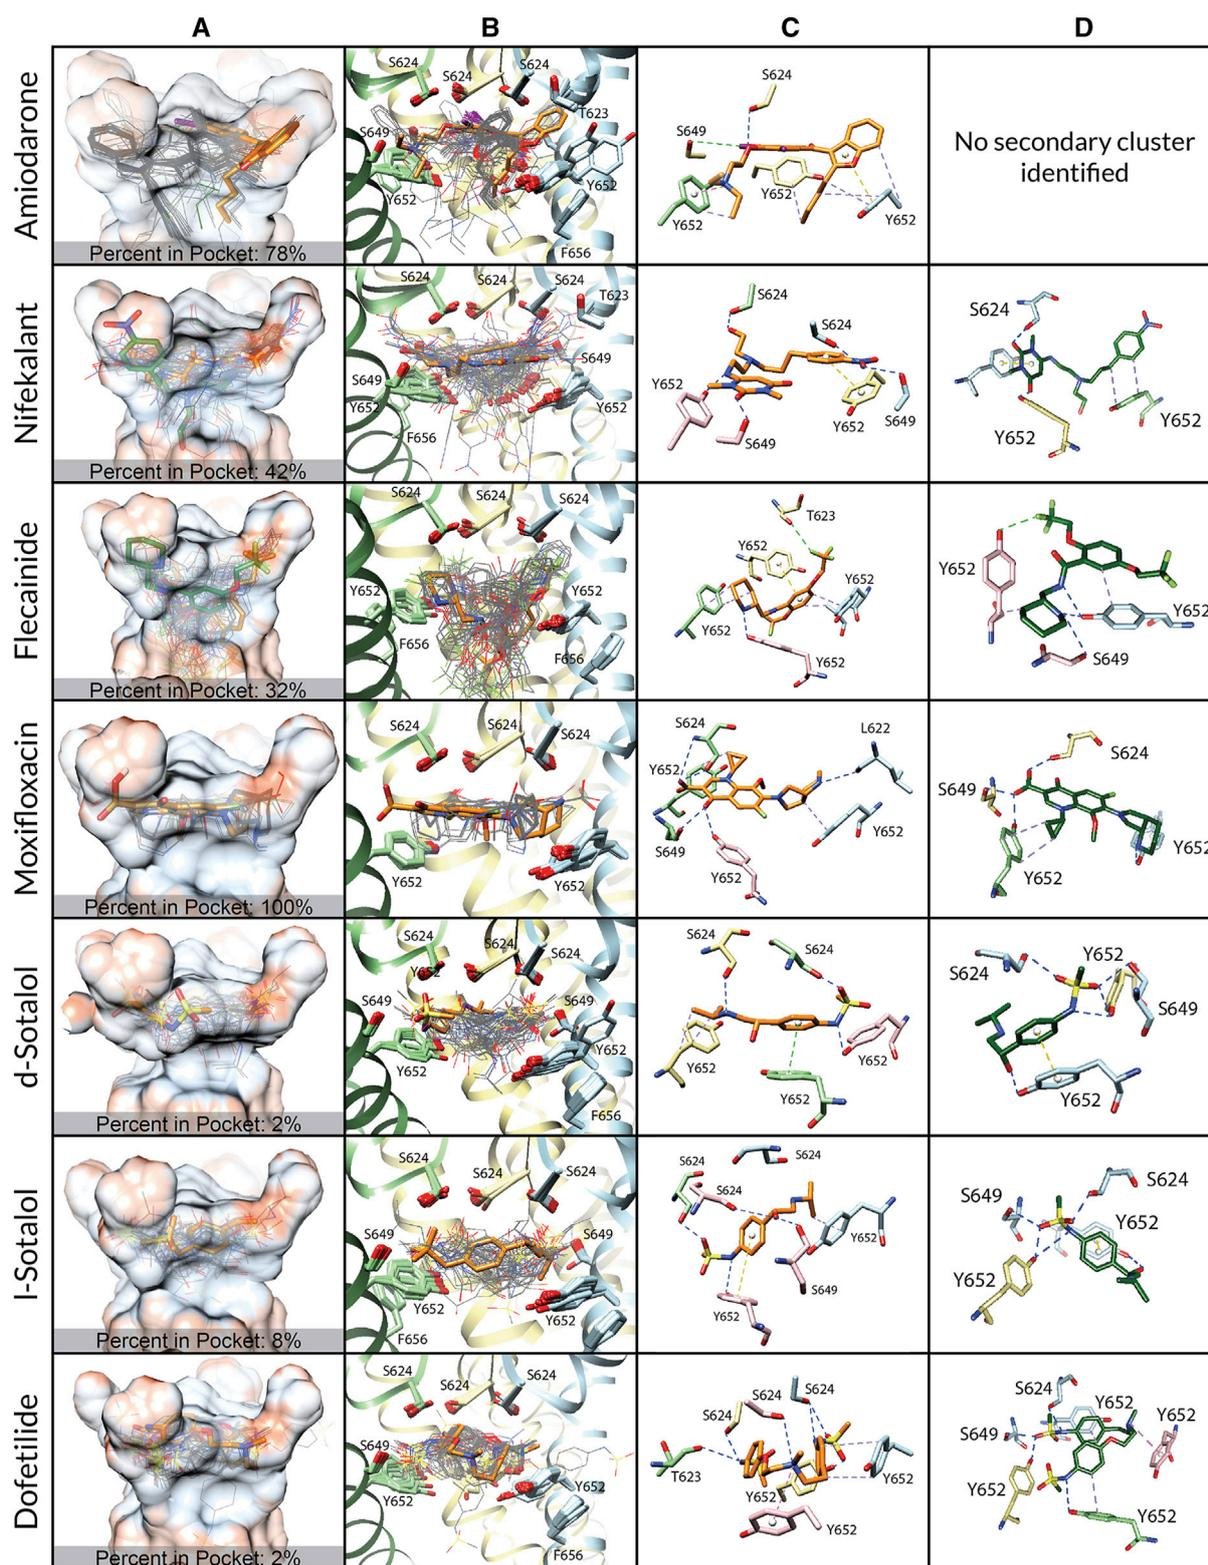 A B C D
Amiodarone
Percent in Pocket: 78%
S624
S624
S624
T623
S649
Y652
Y652
F656
S624
S649
Y652
Y652
Y652
No secondary cluster
identified
Nifekalant
Percent in Pocket: 42%
S624
S624
S624
T623
S649
S649
Y652
Y652
F656
S624
S624
Y652
S649
Y652
S649
S624
Y652
Y652
Flecainide
Percent in Pocket: 32%
S624
S624
S624
Y652
Y652
F656
F656
T623
Y652
Y652
Y652
Y652
Y652
Y652
S649
Moxifloxacin
Percent in Pocket: 100%
S624
S624
S624
Y652
Y652
S624
L622
Y652
Y652
S649
Y652
S624
S649
Y652
Y652
d-Sotalol
Percent in Pocket: 2%
S624
S624
S624
Y652
S649
S649
Y652
Y652
F656
S624
S624
Y652
Y652
Y652
S624
Y652
S649
Y652
l-Sotalol
Percent in Pocket: 8%
S624
S624
S624
S649
S649
Y652
Y652
F656
S624
S624
S624
Y652
S649
Y652
S624
S649
Y652
Y652
Dofetilide
Percent in Pocket: 2%
S624
S624
S624
S649
Y652
Y652
F656
S624
S624
S624
T623
Y652
Y652
Y652
S624
Y652
Y652
S649
Y652
Y652